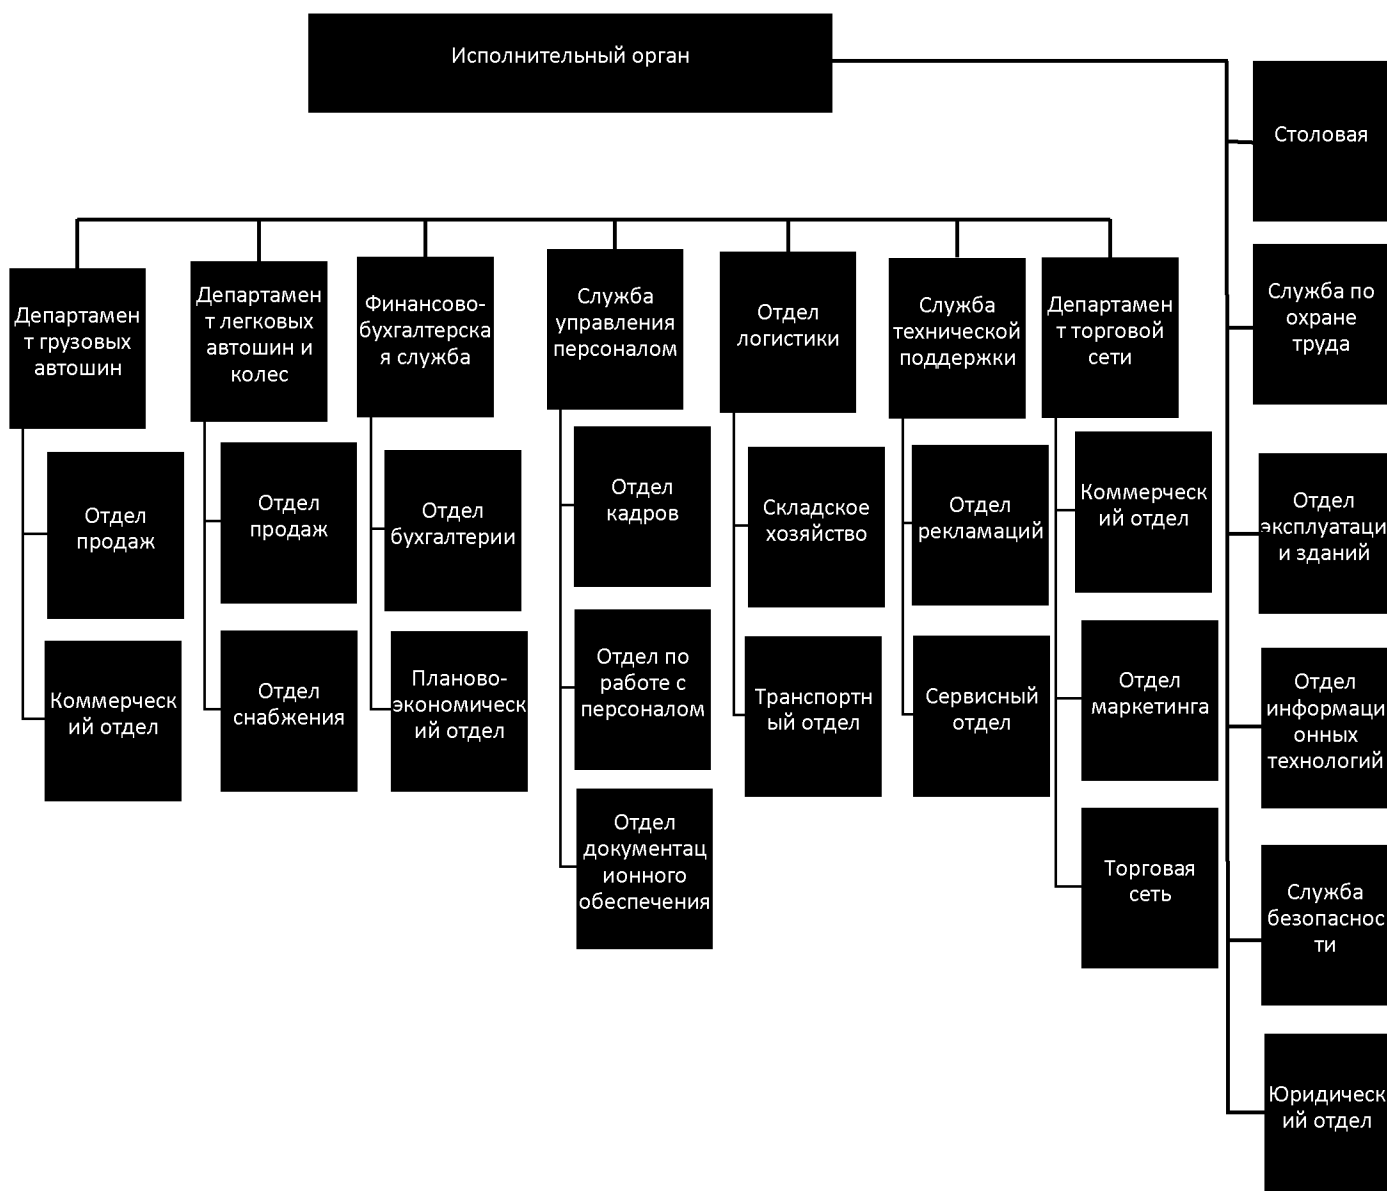 Исполнительный орган
Столовая
Служба по
охране
труда
Отдел
эксплуатаци
и зданий
Отдел
информаци
онных
технологий
Служба
безопаснос
ти
Юридическ
ий отдел
Департамен
т грузовых
автошин
Отдел
продаж
Коммерческ
ий отдел
Департамен
т легковых
автошин и
колес
Отдел
продаж
Отдел
снабжения
Финансово-
бухгалтерска
я служба
Отдел
бухгалтерии
Планово-
экономическ
ий отдел
Служба
управления
персоналом
Отдел
кадров
Отдел по
работе с
персоналом
Отдел
документац
ионного
обеспечения
Отдел
логистики
Складское
хозяйство
Транспортн
ый отдел
Служба
технической
поддержки
Отдел
рекламаций
Сервисный
отдел
Департамен
т торговой
сети
Коммерческ
ий отдел
Отдел
маркетинга
Торговая
сеть